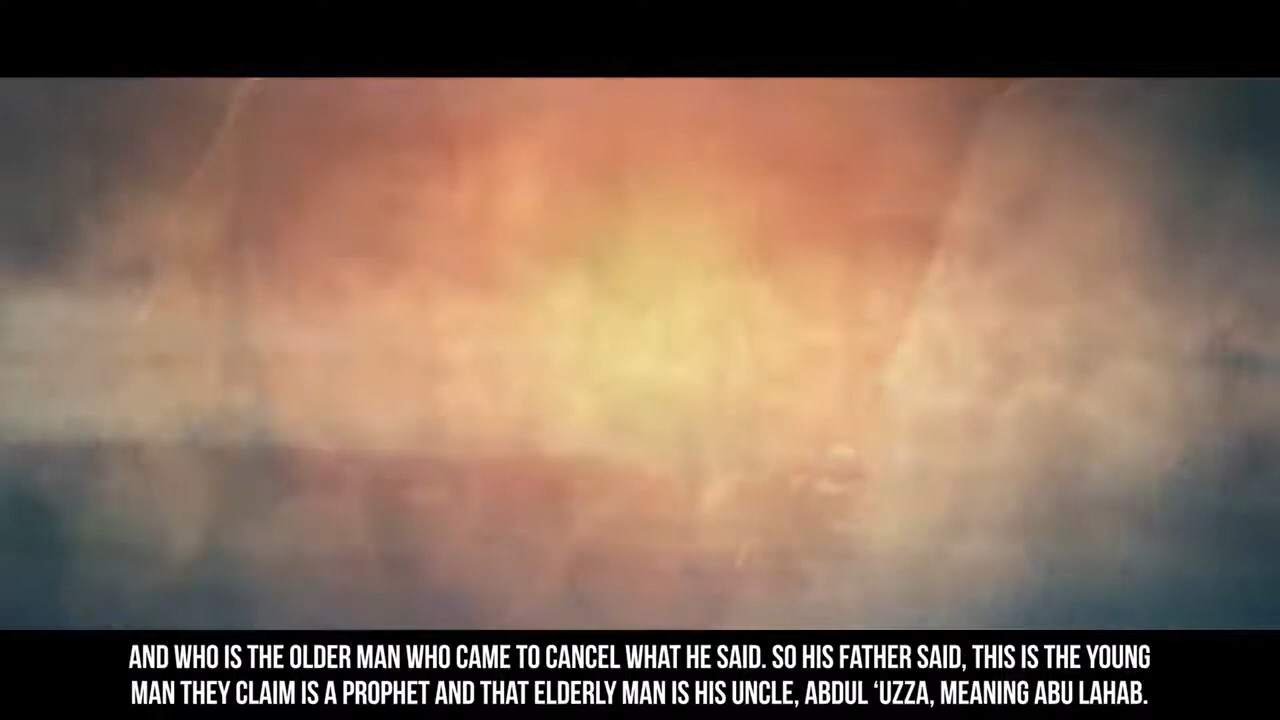 AND WHO IS THE OLDER MAN WHO CAME TO CANCEL WHAT HE SAID. SO HIS FATHER SAID, THIS IS THE YOUNG
MAN THEY CLAIM IS A PROPHET AND THAT ELDERLY MAN IS HIS UNCLE, ABDUL ‘UZZA, MEANING ABU LAHAB.